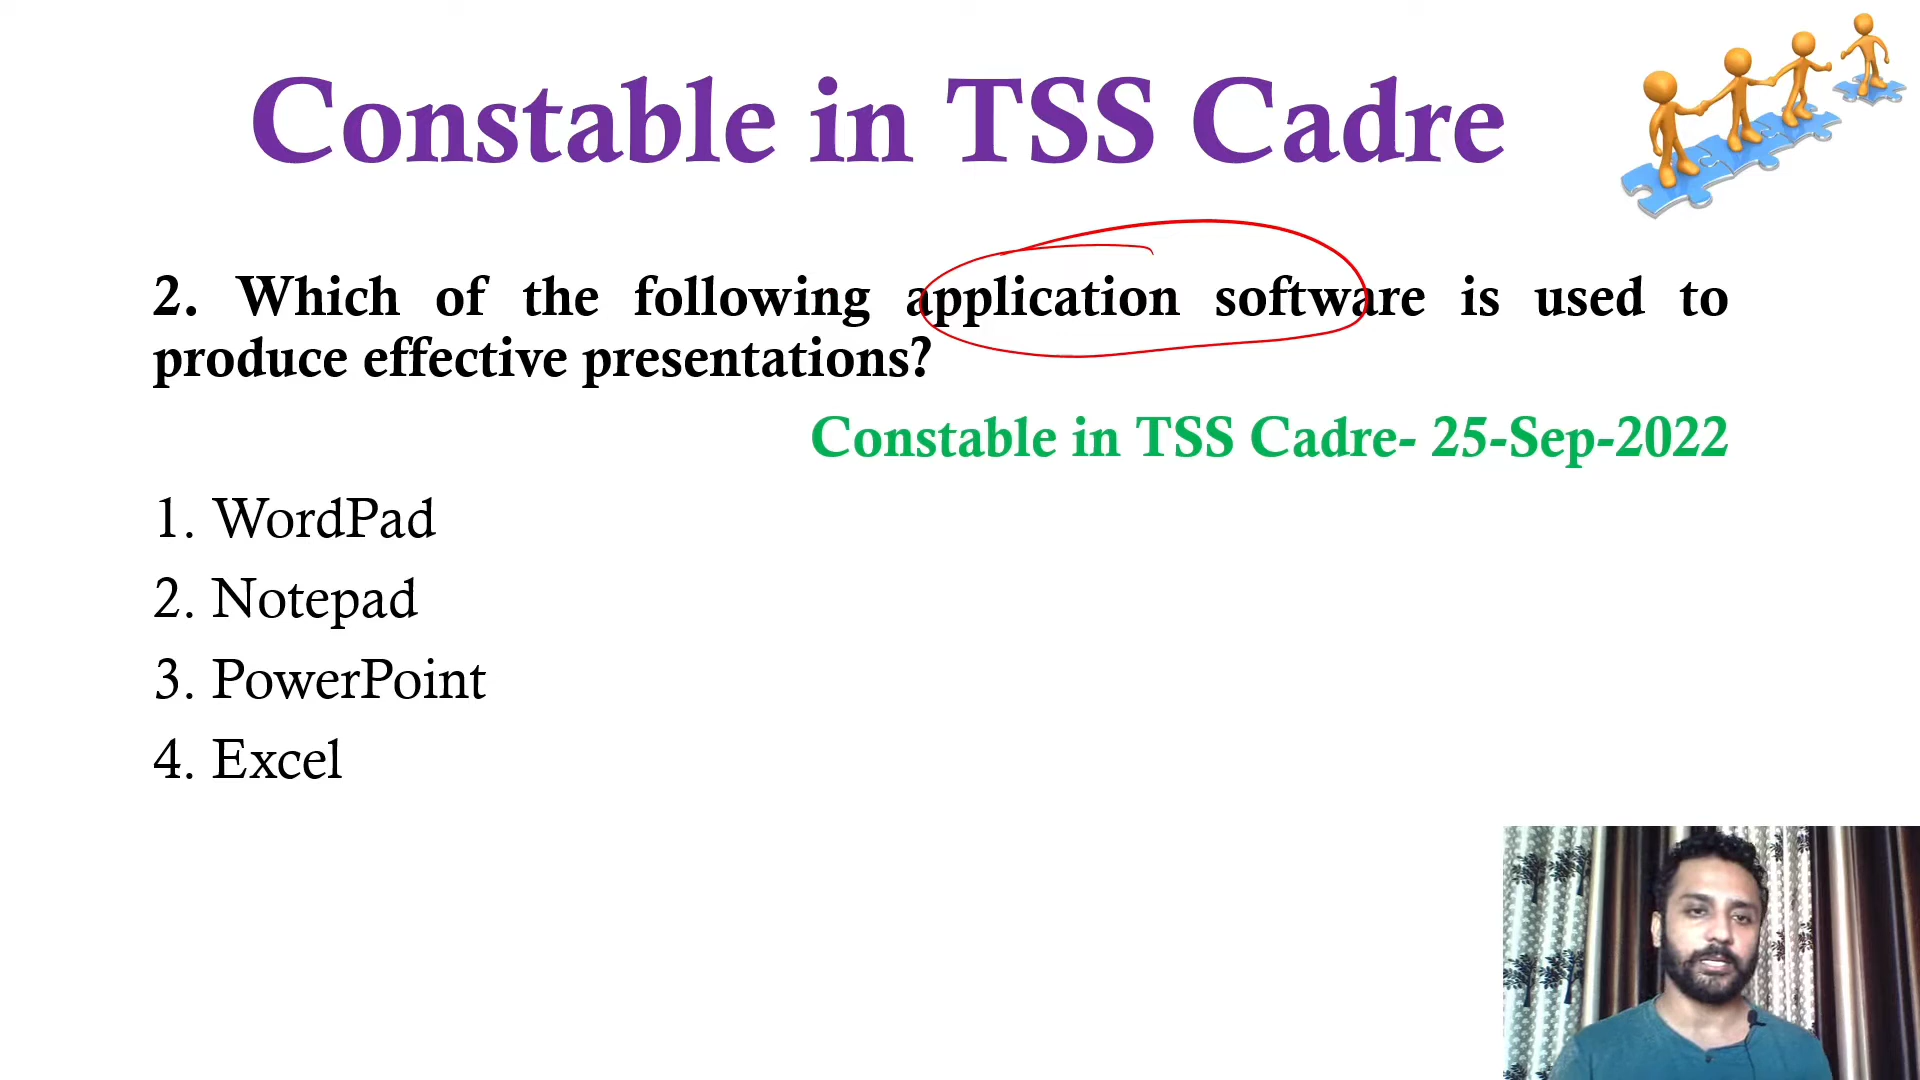 Constable in TSS Cadre
2. Which of the following application software is used to
produce effective presentations?
Constable in TSS Cadre- 25-Sep-2022
1. WordPad
2. Notepad
3. PowerPoint
4. Excel